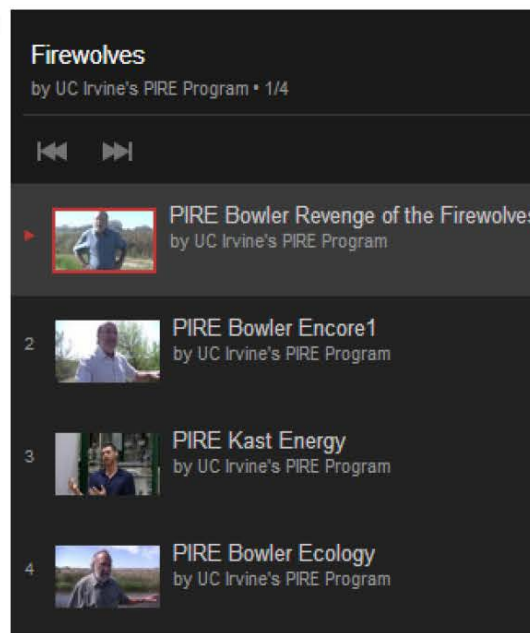 Firewolves
by UC Irvine's PIRE Program • 1/4
PIRE Bowler Revenge of the Firewolves
by UC Irvine's PIRE Program
2
PIRE Bowler Encore1
by UC Irvine's PIRE Program
3
PIRE Kast Energy
by UC Irvine's PIRE Program
4
PIRE Bowler Ecology
by UC Irvine's PIRE Program